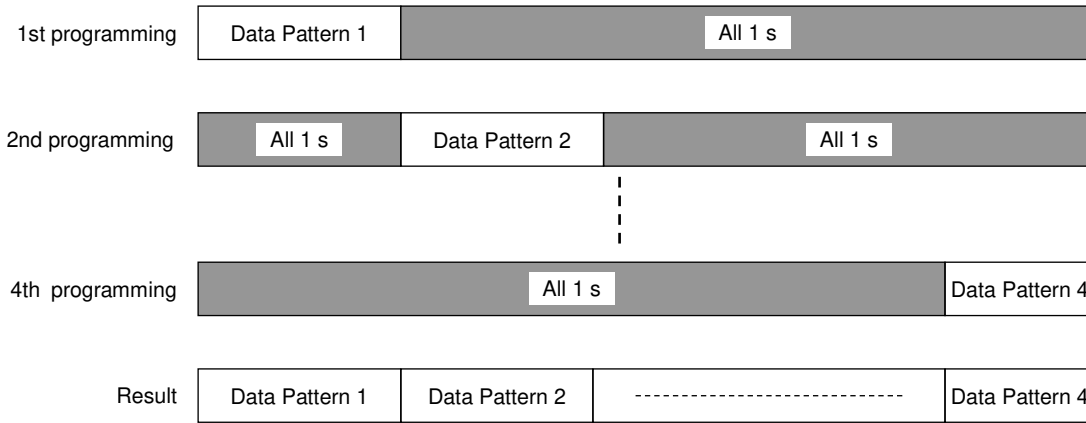 1st programming Data Pattern 1 All 1 s
2nd programming All 1 s Data Pattern 2 All 1 s
4th programming All 1 s Data Pattern 4
Result Data Pattern 1 Data Pattern 2 Data Pattern 4